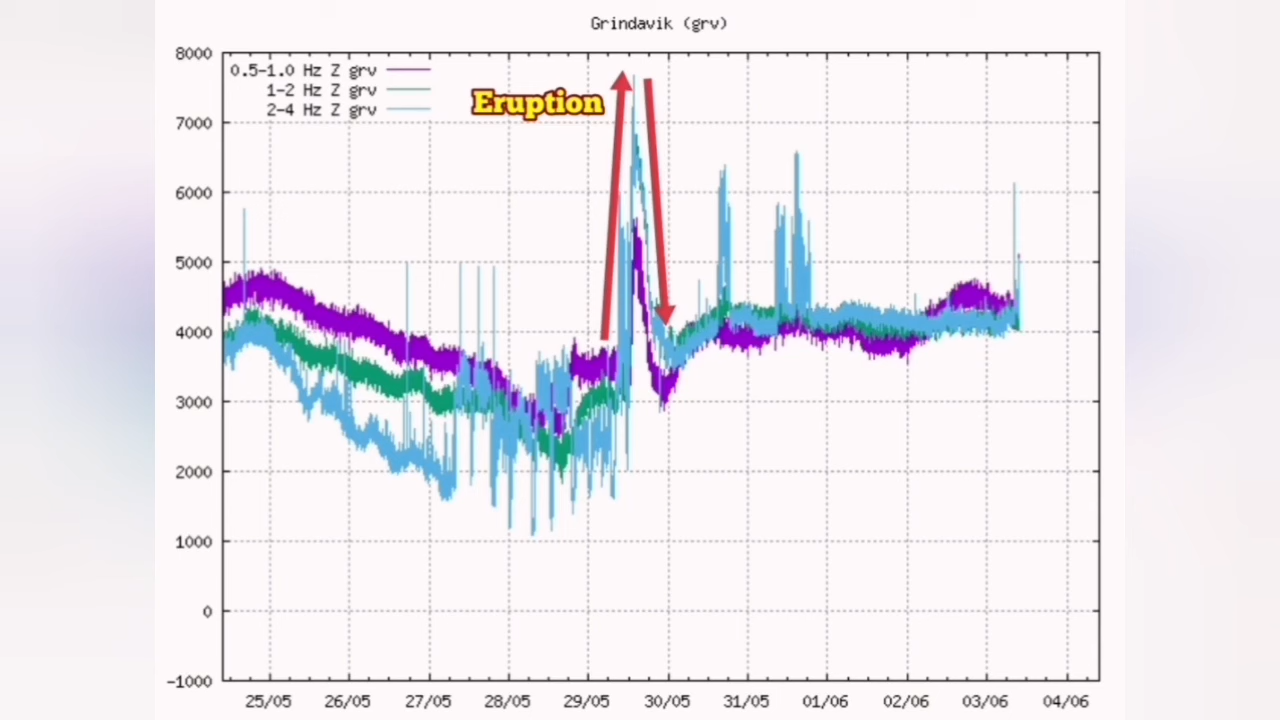 Grindavik (grv)
8000
0.5-1.0 Hz Z grv
1-2 Hz Z grv
2-4 Hz Z grv
Eruption
7000
6000
5000
4000
3000
2000
1000
0
-1000
25/05 26/05 27/05 28/05 29/05 30/05 31/05 01/06 02/06 03/06 04/06